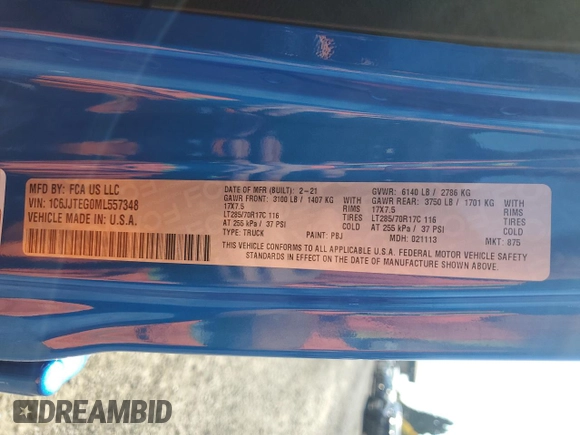 MFD BY: FCA US LLC
VIN: 1C6JJTEG0ML557348
VEHICLE MADE IN U.S.A.
DATE OF MFR (BUILT): 2-21
GAWR FRONT: 3100 LB / 1407 KG
17X7.5 RIMS
LT285/70R17C 116 TIRES
AT 255 kPa / 37 PSI COLD
TYPE: TRUCK PAINT: PBJ
GVWR: 6140 LB / 2786 KG
GAWR REAR: 3750 LB / 1701 KG
17X7.5 RIMS
LT285/70R17C 116 TIRES
AT 255 kPa / 37 PSI COLD
MDH: 021113 MKT: 875
THIS VEHICLE CONFORMS TO ALL APPLICABLE U.S.A. FEDERAL MOTOR VEHICLE SAFETY
STANDARDS IN EFFECT ON THE DATE OF MANUFACTURE SHOWN ABOVE.
DREAMBID